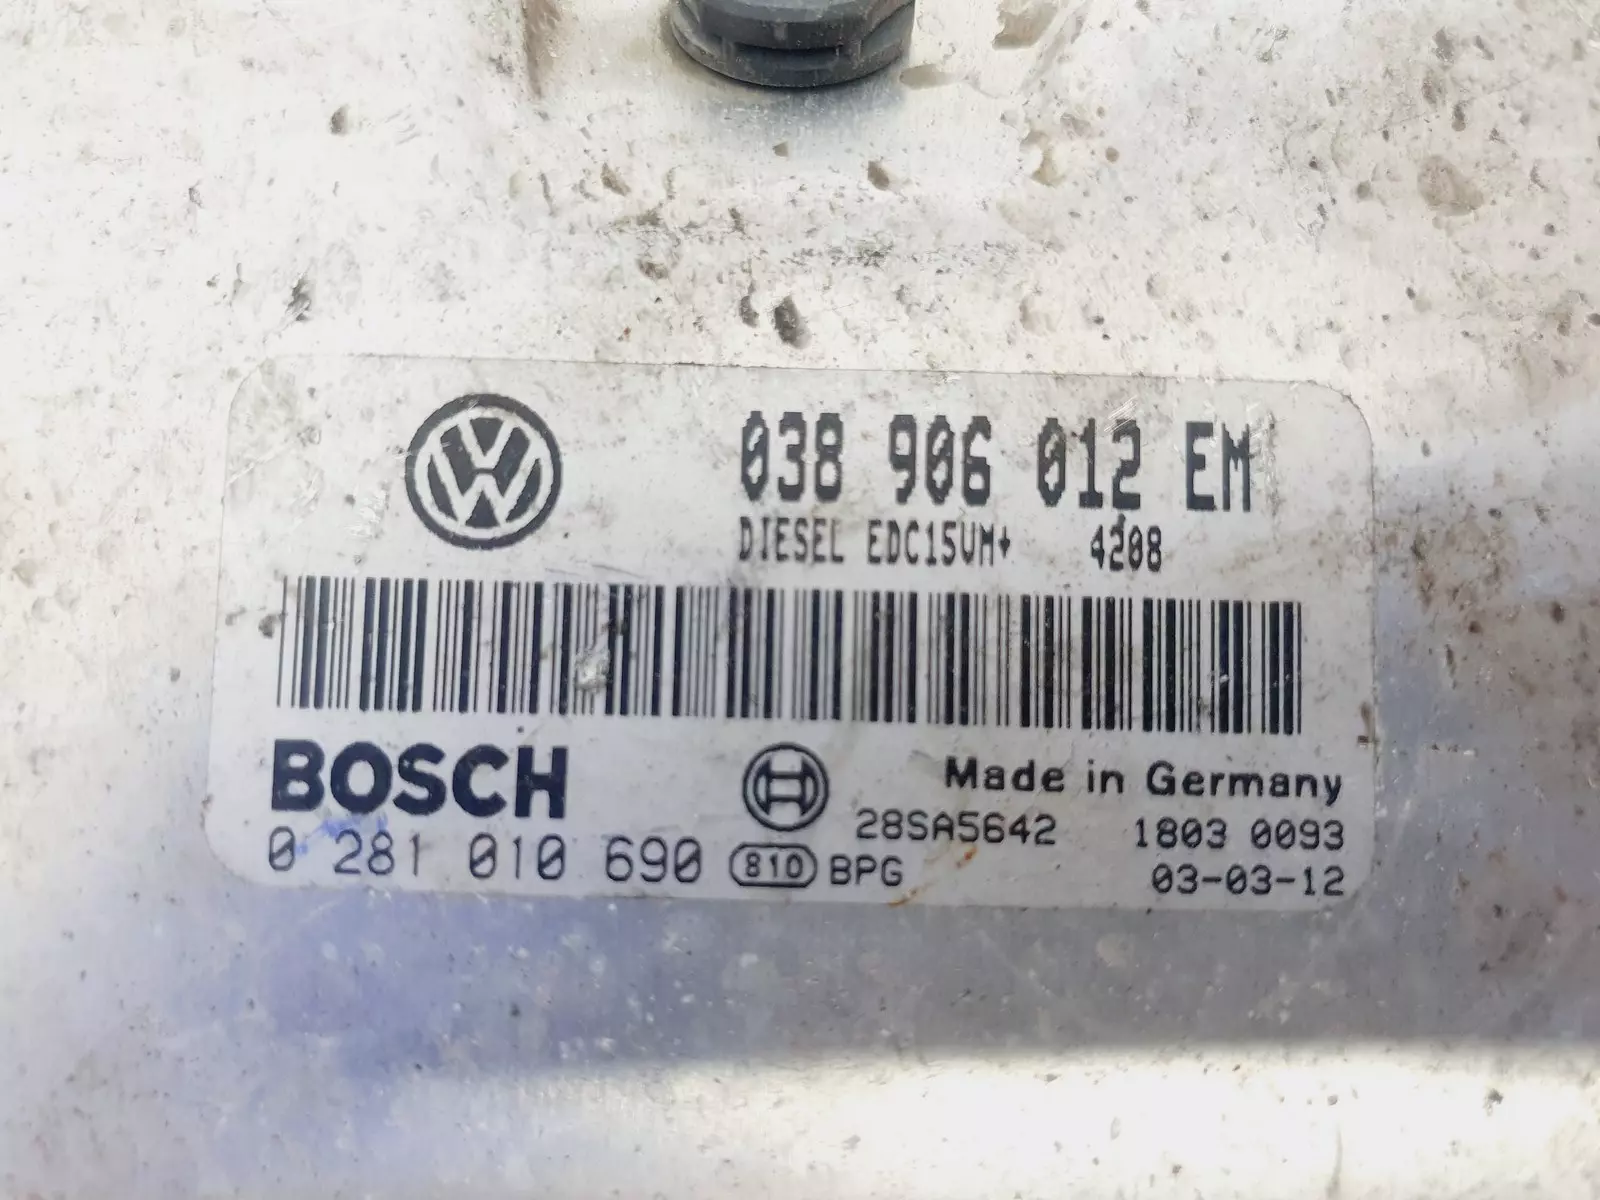 038 906 012 EM
DIESEL EDC15VM+ 4208
BOSCH
Made in Germany
28SA5642 1803 0093
0 281 010 690 810 BPG 03-03-12